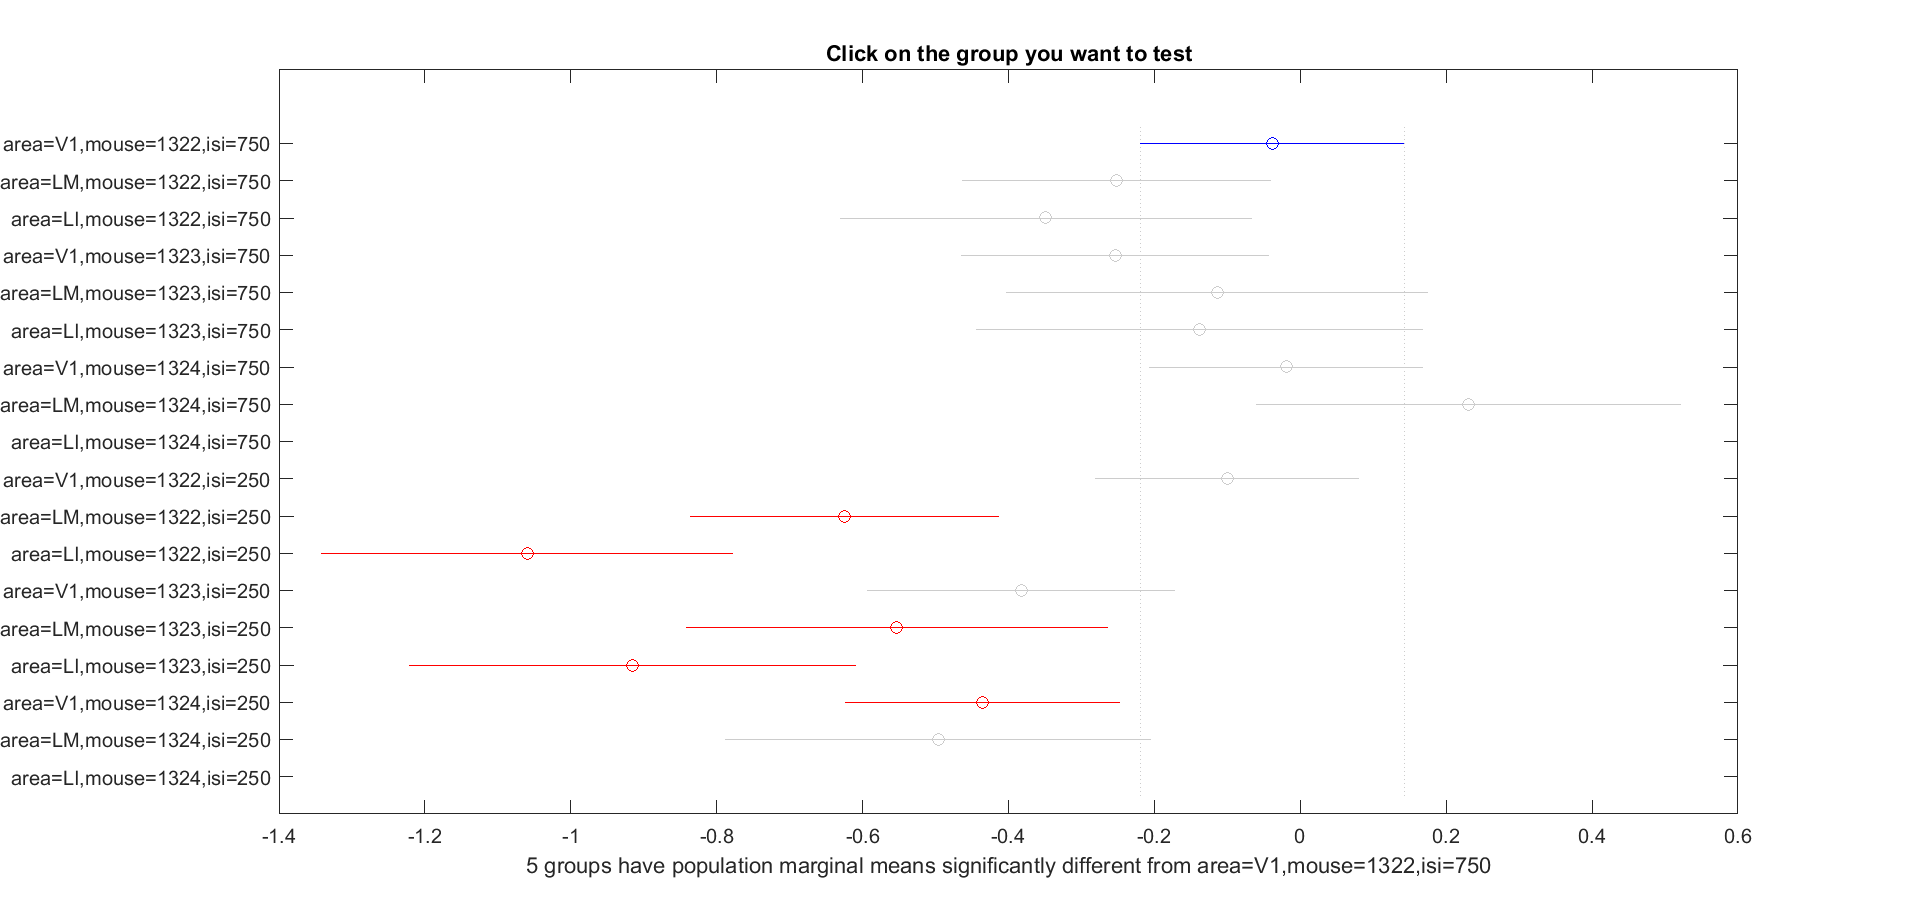 Click on the group you want to test
area=V1,mouse=1322,isi=750
area=LM,mouse=1322,isi=750
area=LI,mouse=1322,isi=750
area=V1,mouse=1323,isi=750
area=LM,mouse=1323,isi=750
area=LI,mouse=1323,isi=750
area=V1,mouse=1324,isi=750
area=LM,mouse=1324,isi=750
area=LI,mouse=1324,isi=750
area=V1,mouse=1322,isi=250
area=LM,mouse=1322,isi=250
area=LI,mouse=1322,isi=250
area=V1,mouse=1323,isi=250
area=LM,mouse=1323,isi=250
area=LI,mouse=1323,isi=250
area=V1,mouse=1324,isi=250
area=LM,mouse=1324,isi=250
area=LI,mouse=1324,isi=250
-1.4 -1.2 -1 -0.8 -0.6 -0.4 -0.2 0 0.2 0.4 0.6
5 groups have population marginal means significantly different from area=V1,mouse=1322,isi=750